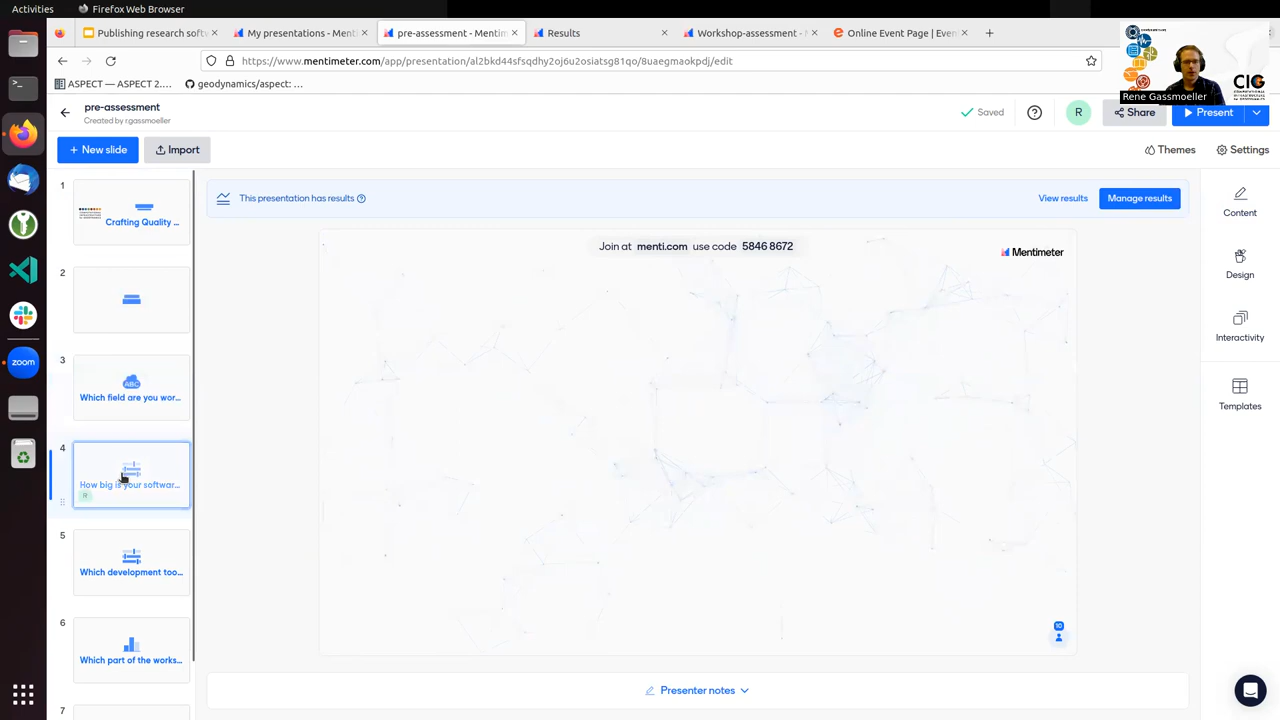 Activities
Firefox Web Browser
Publishing research softw
My presentations - Menti
pre-assessment - Mentim
Results
Workshop-assessment -
Online Event Page | Even
https://www.mentimeter.com/app/presentation/al2bkd44sfsqdhy2oj6u2osiatsg81qo/8uaegmaokpdj/edit
ASPECT — ASPECT 2....
geodynamics/aspect: ...
Rene Gassmoeller
CIG
pre-assessment
Created by r.gassmoeller
Saved
R
Share
Present
+ New slide
Import
Themes
Settings
1
Crafting Quality ...
2
3
ABC
Which field are you wor...
4
How big is your softwar...
R
5
Which development too...
6
Which part of the works...
7
This presentation has results
View results
Manage results
Join at menti.com use code 5846 8672
Mentimeter
10
Presenter notes
Content
Design
Interactivity
Templates
zoom